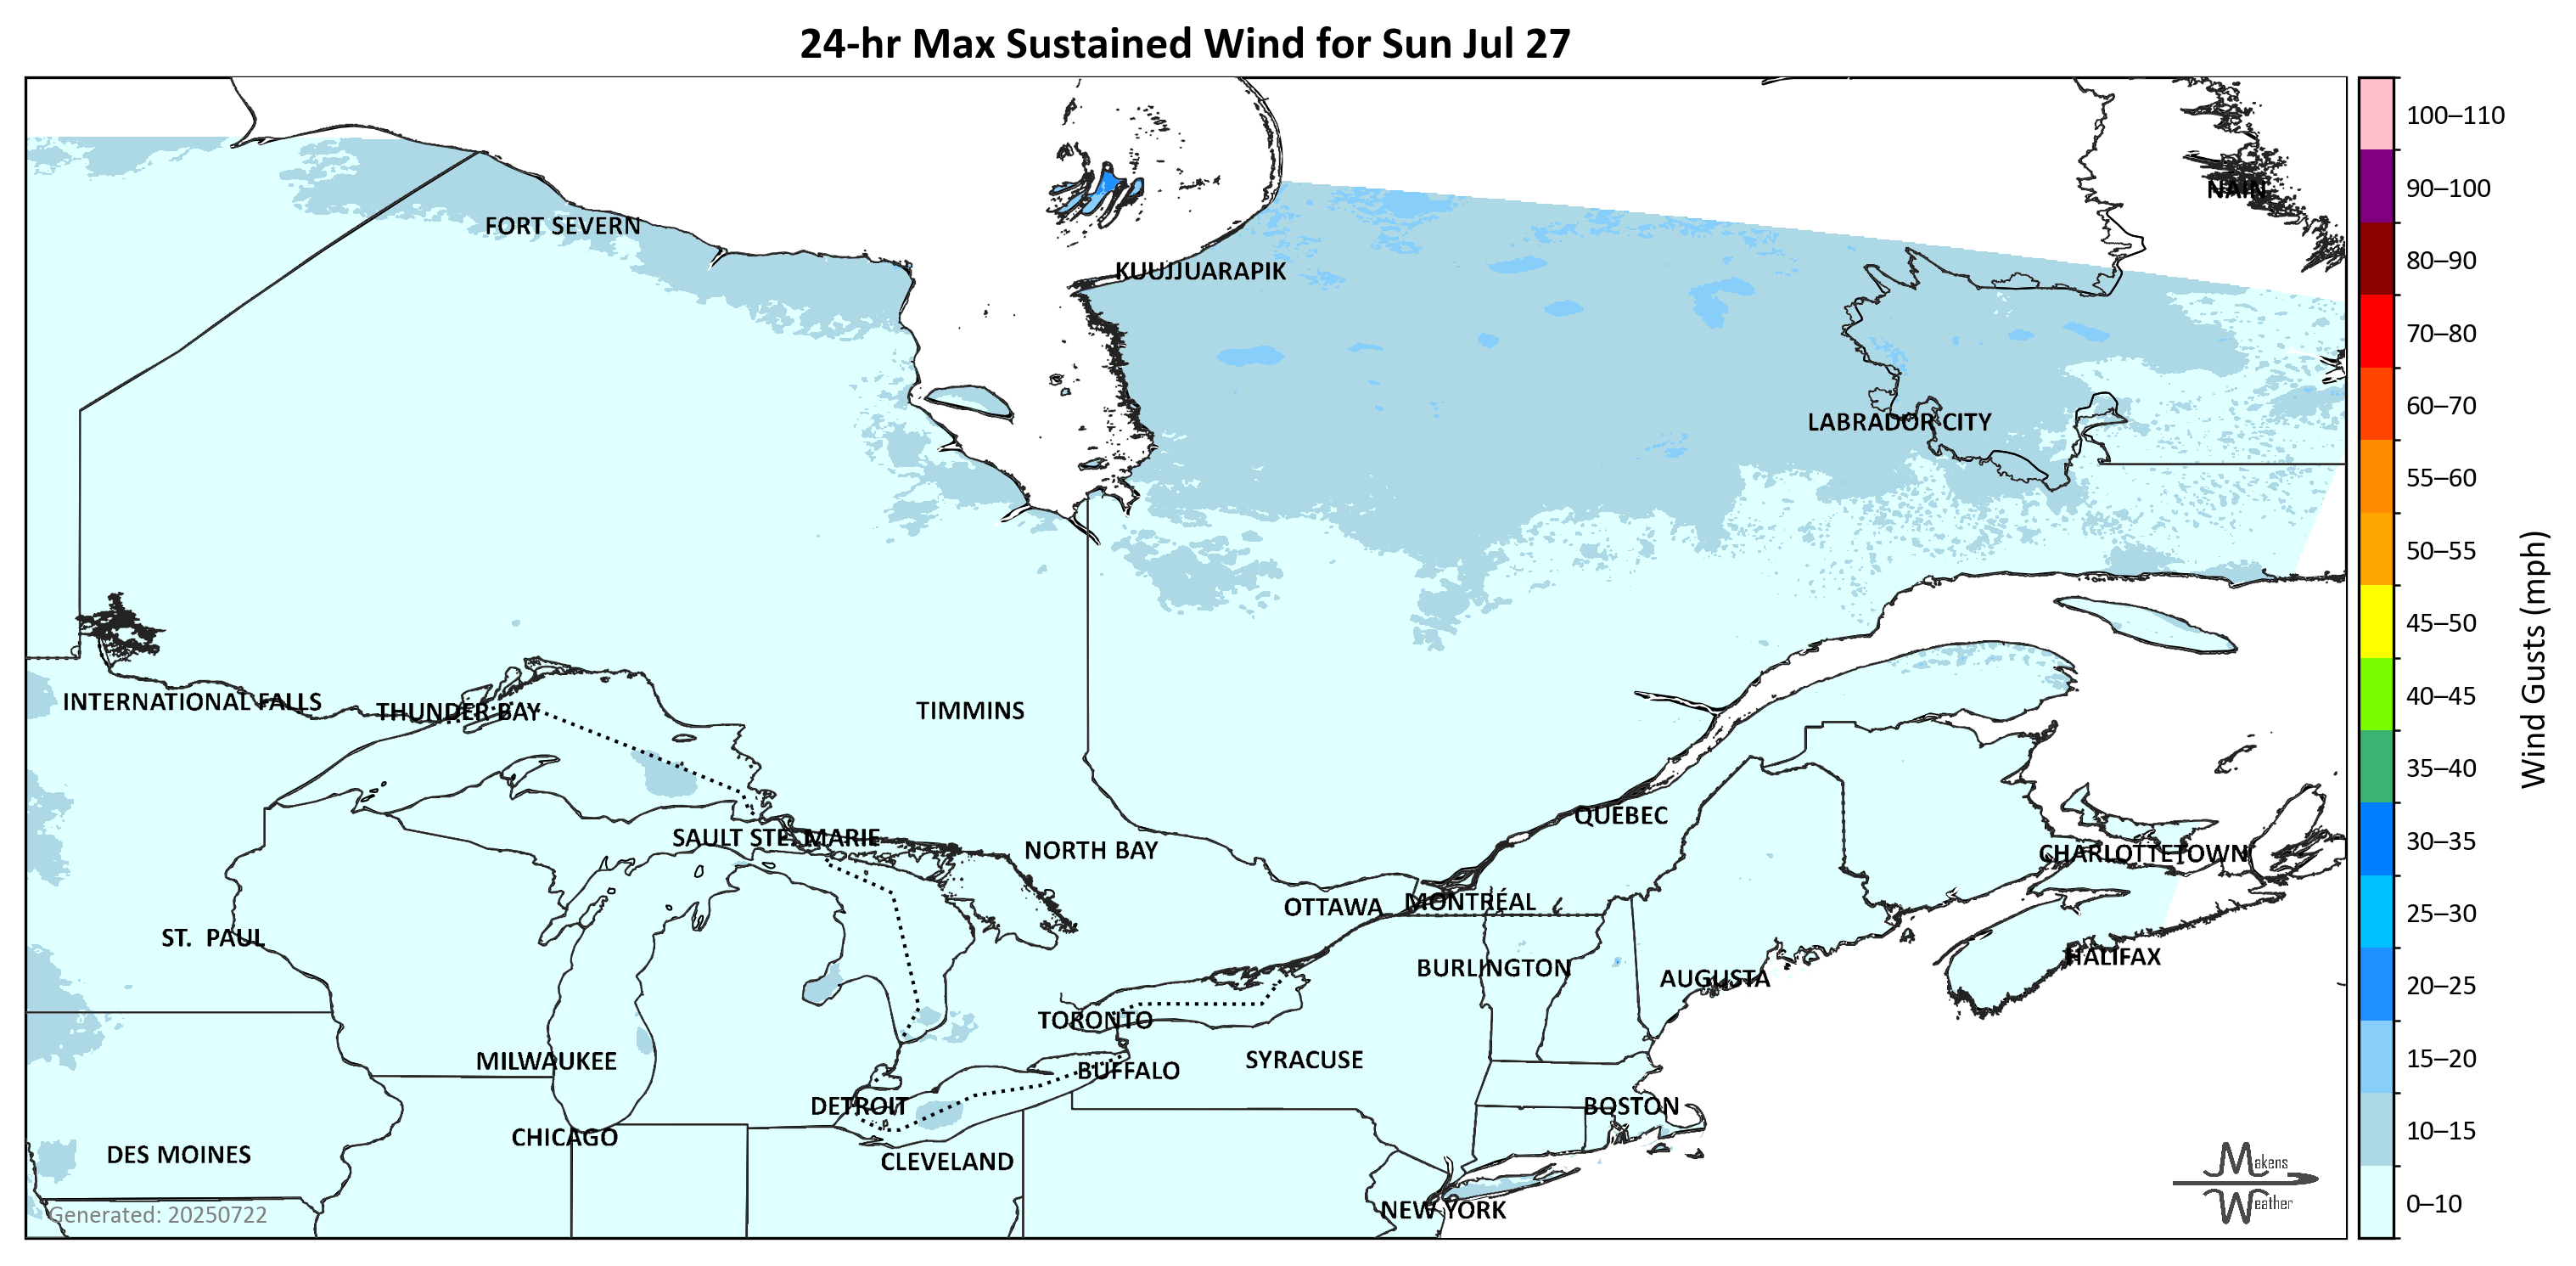 24-hr Max Sustained Wind for Sun Jul 27
100–110
90–100
80–90
70–80
60–70
55–60
50–55
45–50
40–45
35–40
30–35
25–30
20–25
15–20
10–15
0–10
Wind Gusts (mph)
NAIN
FORT SEVERN
KUUJJUARAPIK
LABRADOR CITY
INTERNATIONAL FALLS
THUNDER BAY
TIMMINS
QUÉBEC
SAULT STE. MARIE
NORTH BAY
CHARLOTTETOWN
OTTAWA
MONTRÉAL
ST.  PAUL
HALIFAX
BURLINGTON
AUGUSTA
TORONTO
MILWAUKEE
SYRACUSE
BUFFALO
DETROIT
BOSTON
CHICAGO
DES MOINES
CLEVELAND
NEW YORK
Generated: 20250722
Makens
Weather